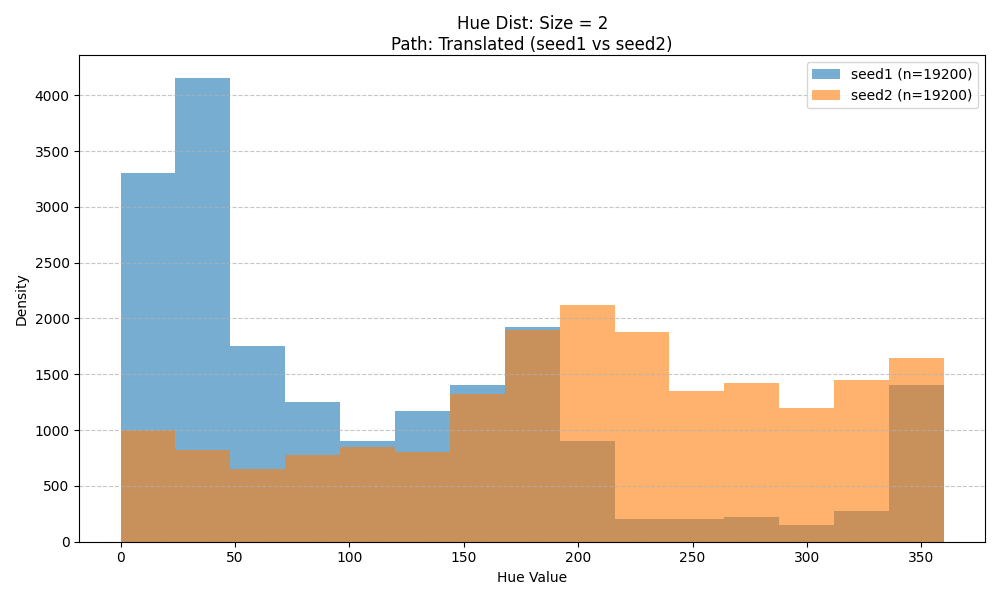 Hue Dist: Size = 2
Path: Translated (seed1 vs seed2)
seed1 (n=19200)
seed2 (n=19200)
Density
4000
3500
3000
2500
2000
1500
1000
500
0
0 50 100 150 200 250 300 350
Hue Value